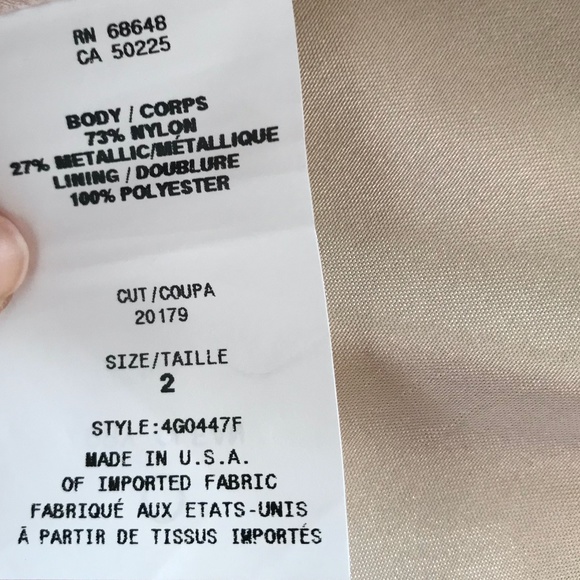 RN 68648
CA 50225
BODY / CORPS
73% NYLON
27% METALLIC/MÉTALLIQUE
LINING / DOUBLURE
100% POLYESTER
CUT/COUPA
20179
SIZE/TAILLE
2
STYLE:4G0447F
MADE IN U.S.A.
OF IMPORTED FABRIC
FABRIQUÉ AUX ETATS-UNIS
Ā PARTIR DE TISSUS IMPORTÉS